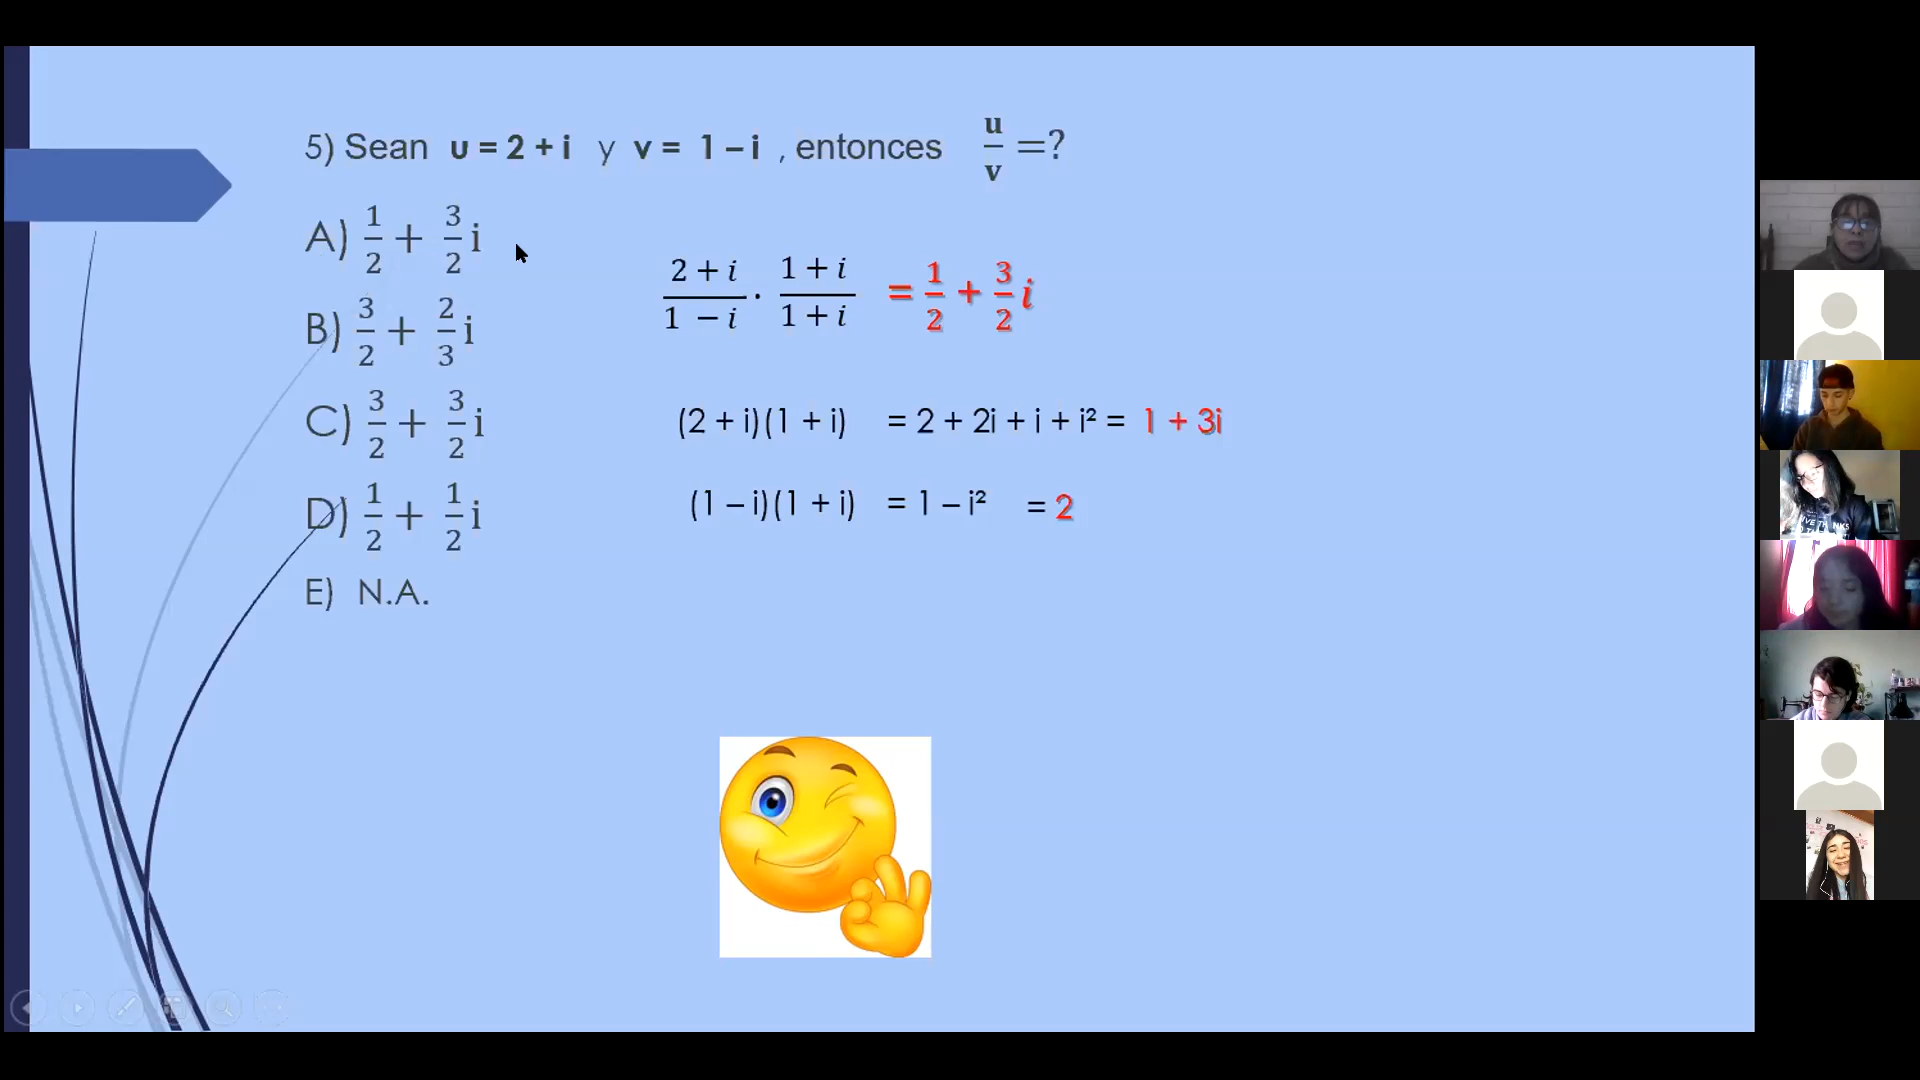 5) Sean u = 2 + i y v = 1 – i , entonces u/v =?
A) 1/2 + 3/2 i
B) 3/2 + 2/3 i
C) 3/2 + 3/2 i
D) 1/2 + 1/2 i
E) N.A.
2 + i / 1 − i · 1 + i / 1 + i = 1/2 + 3/2 i
(2 + i)(1 + i) = 2 + 2i + i + i² = 1 + 3i
(1 – i)(1 + i) = 1 – i² = 2